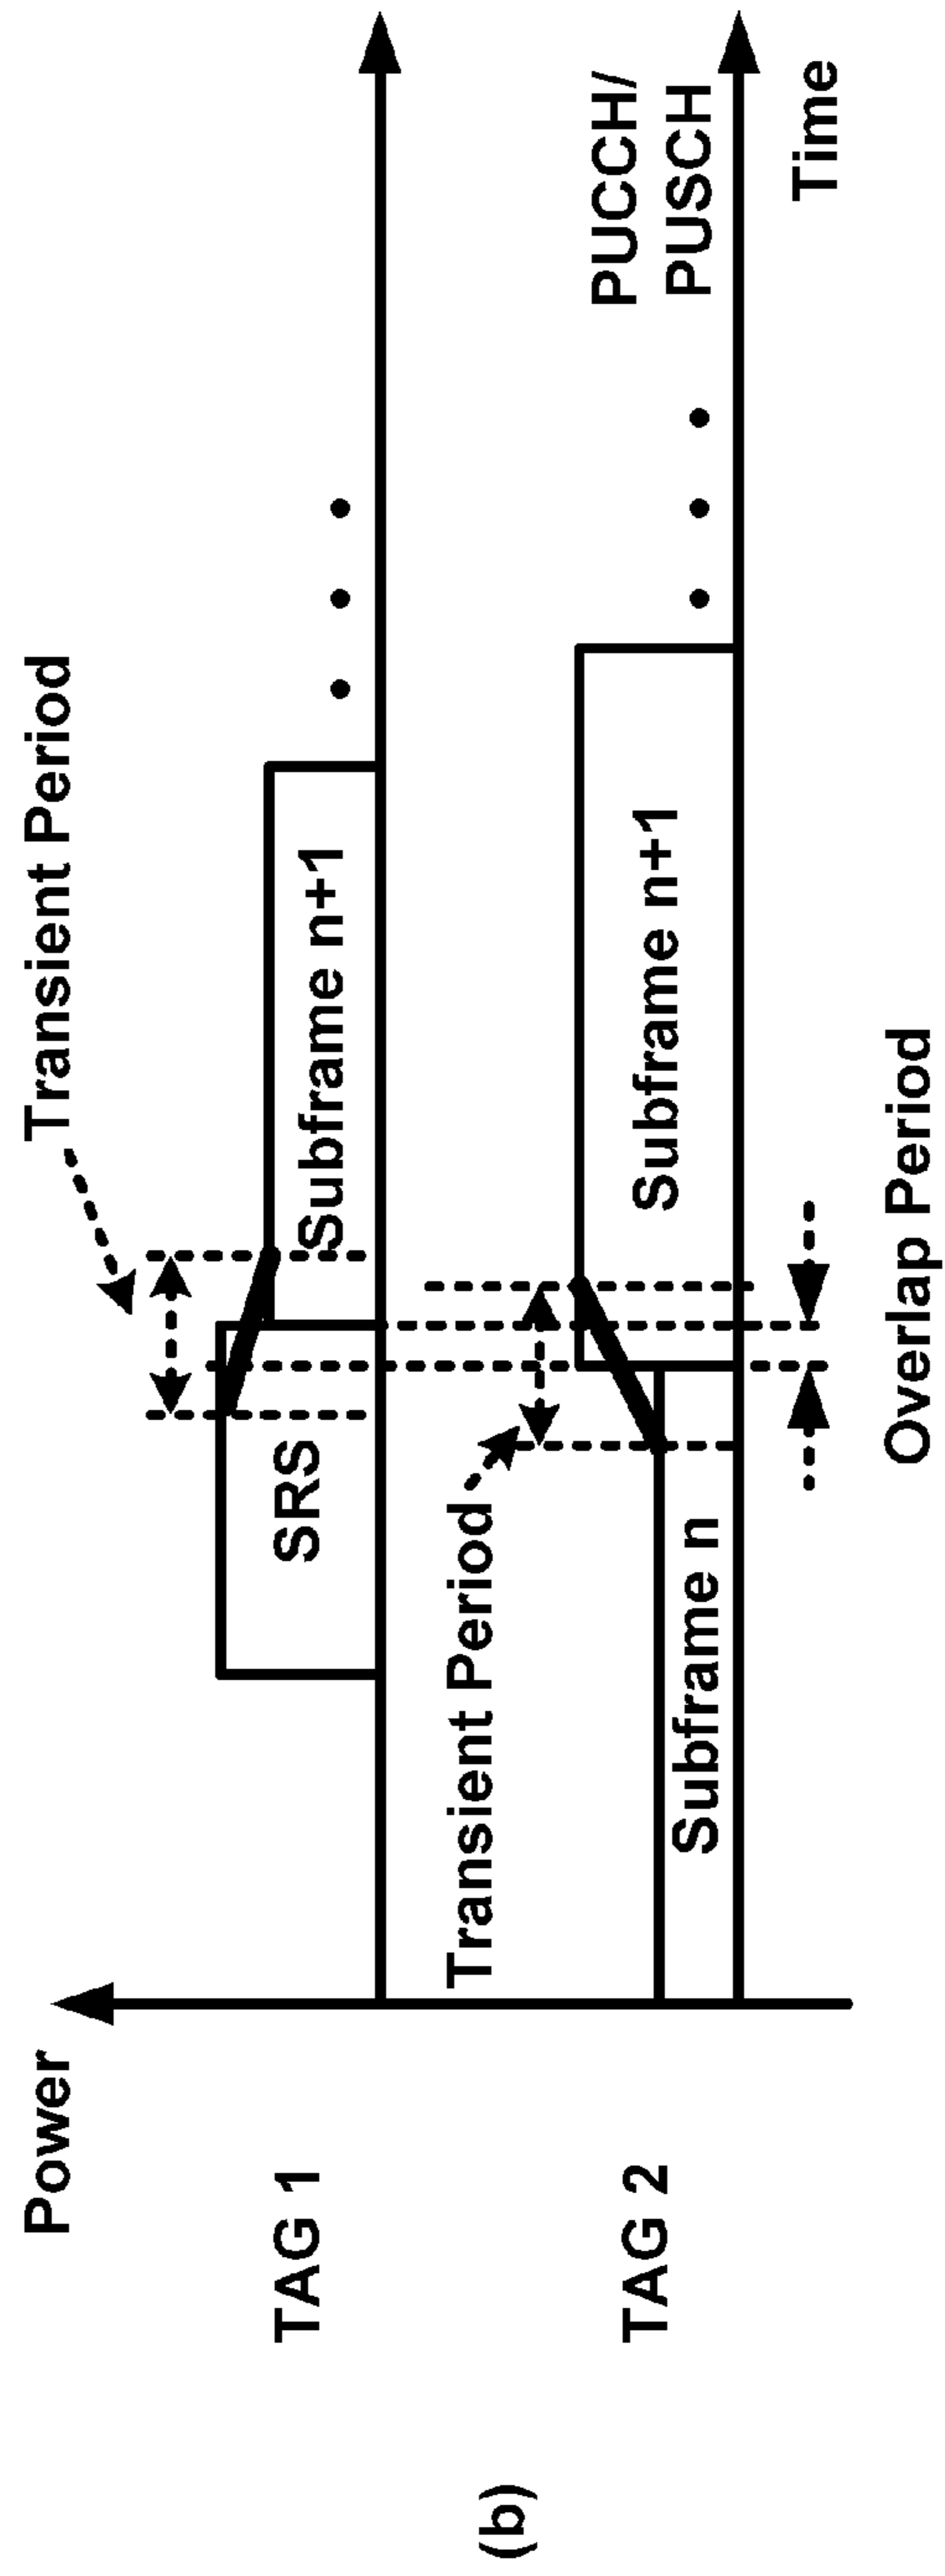 Power
Transient Period
TAG 1
SRS
Subframe n+1
Transient Period
PUCCH/
PUSCH
TAG 2
Subframe n
Subframe n+1
Time
Overlap Period
(b)